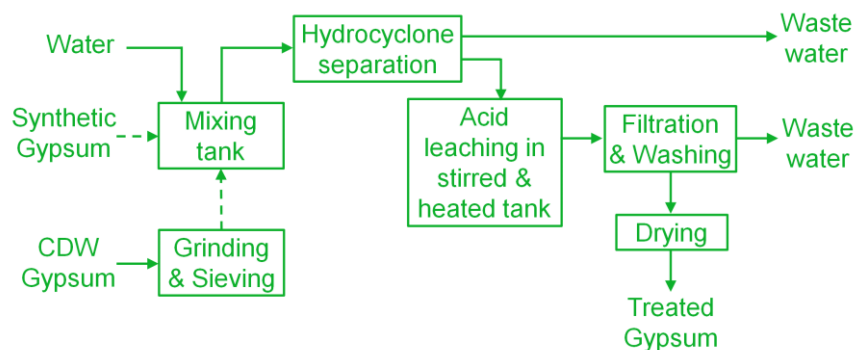 Water
Synthetic
Gypsum
CDW
Gypsum
Mixing
tank
Grinding
& Sieving
Hydrocyclone
separation
Waste
water
Acid
leaching in
stirred &
heated tank
Filtration
& Washing
Waste
water
Drying
Treated
Gypsum